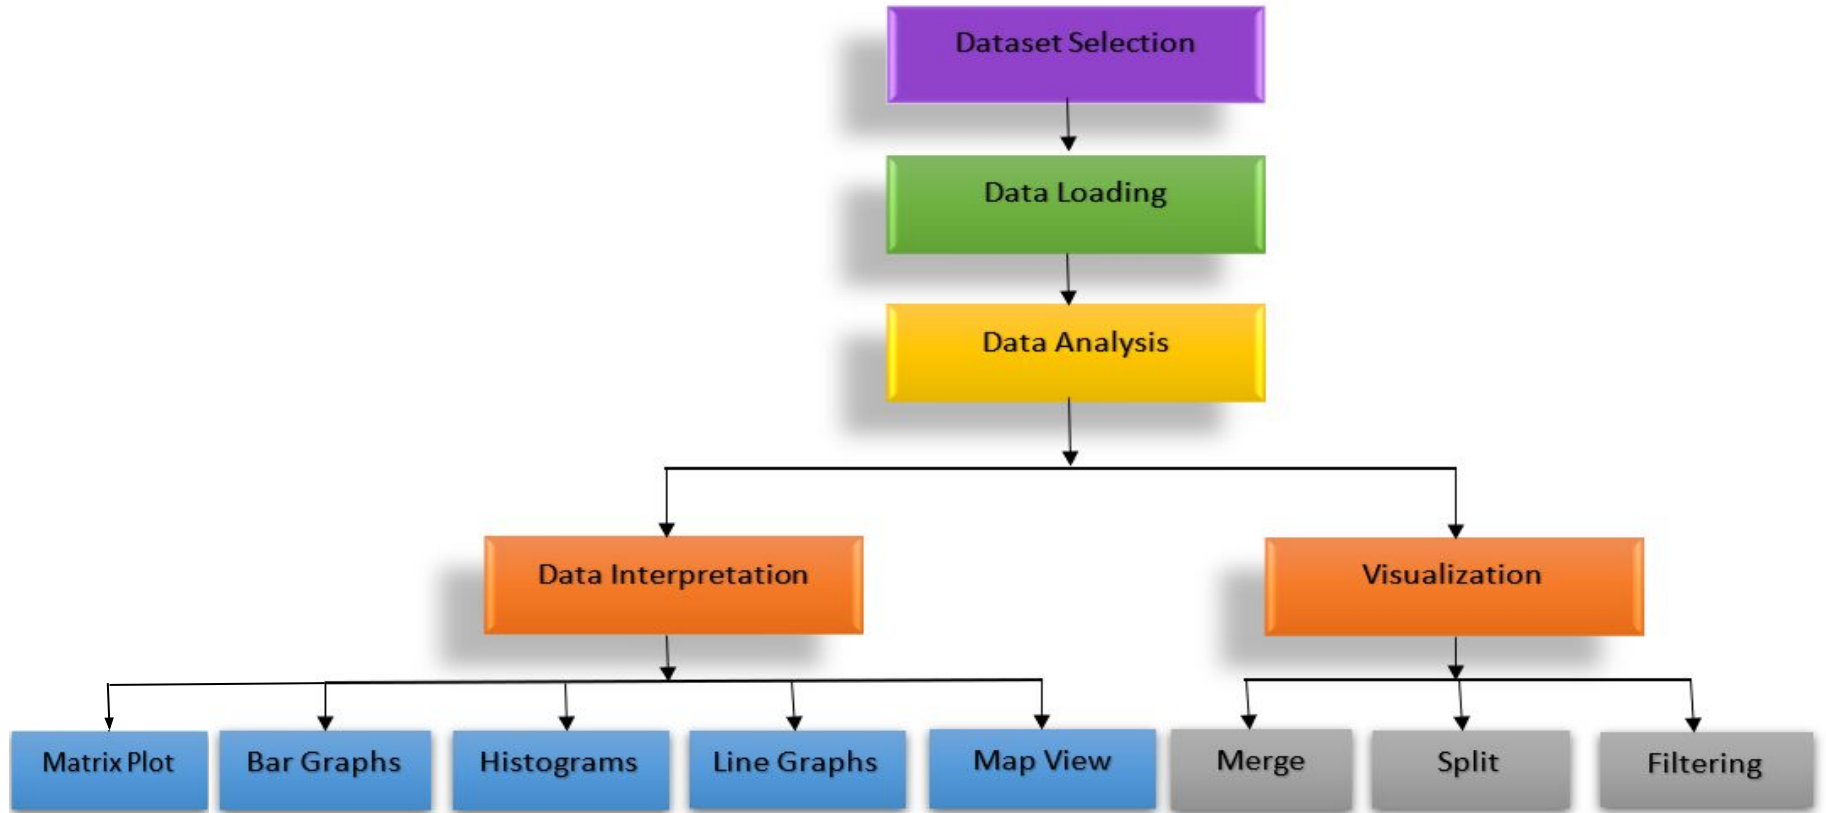 Dataset Selection
Data Loading
Data Analysis
Data Interpretation
Visualization
Matrix Plot
Bar Graphs
Histograms
Line Graphs
Map View
Merge
Split
Filtering